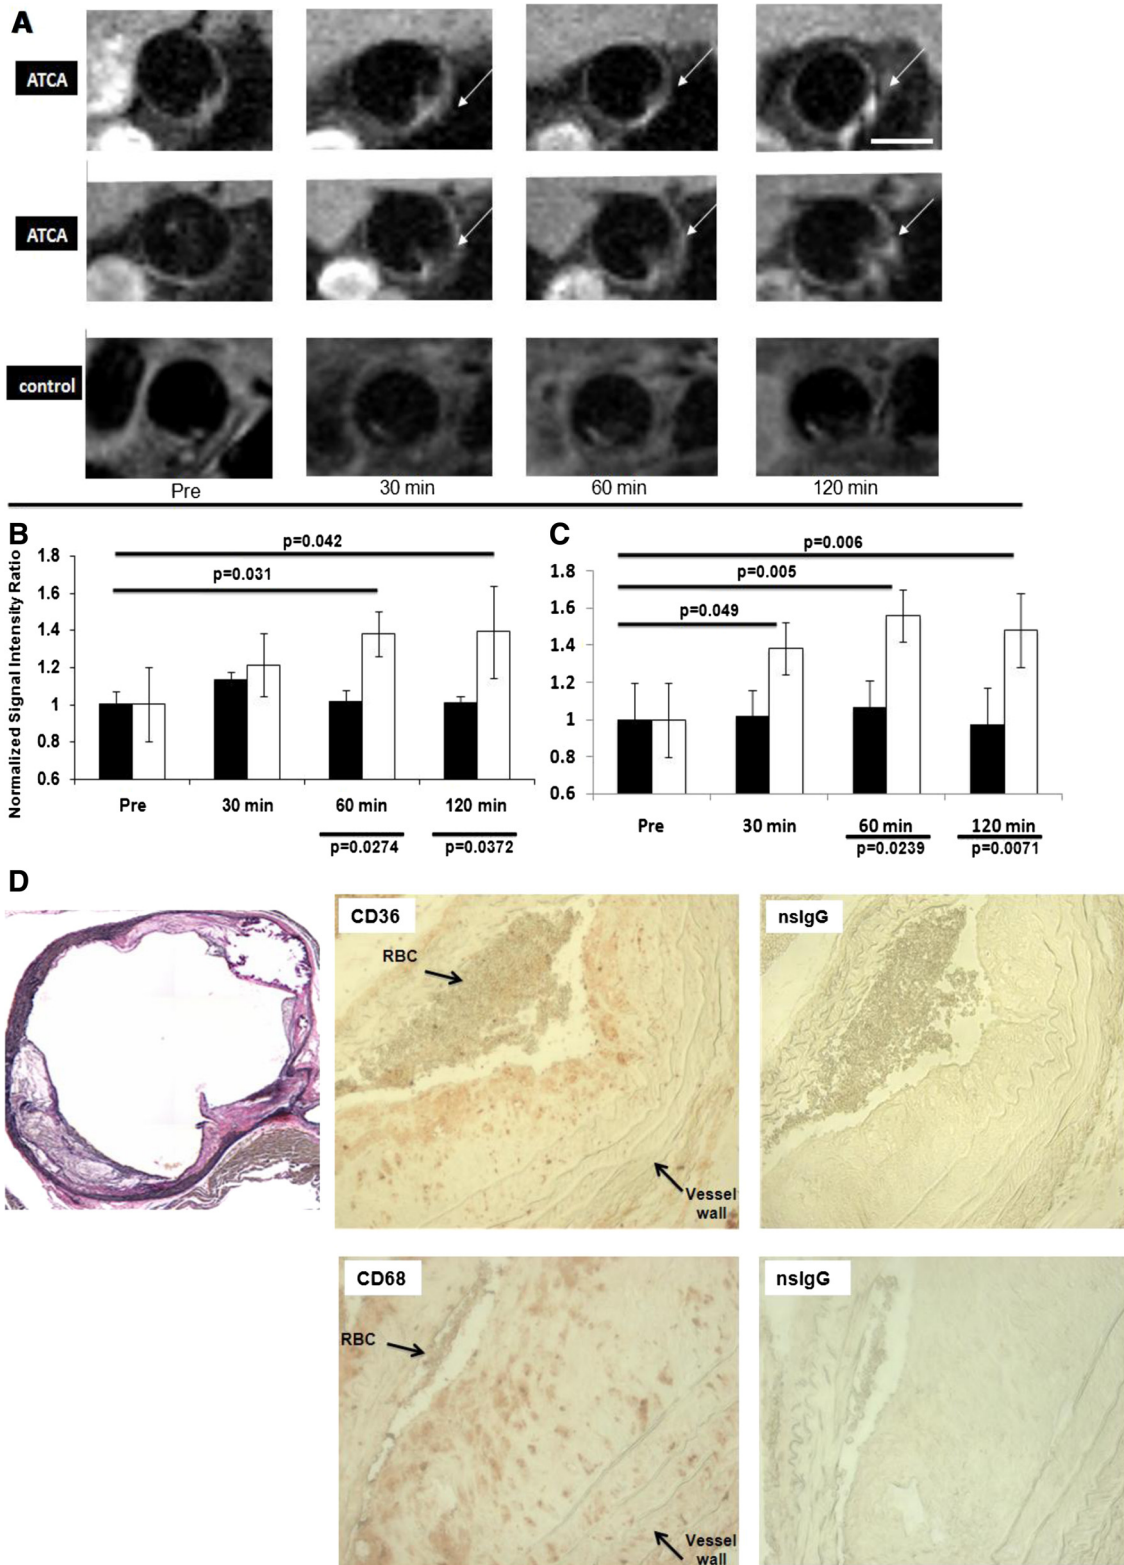 A
ATCA
ATCA
control
Pre 30 min 60 min 120 min
B
Normalized Signal Intensity Ratio
1.8
1.6
1.4
1.2
1
0.8
0.6
p=0.042
p=0.031
Pre 30 min 60 min 120 min
p=0.0274 p=0.0372
C
1.8
1.6
1.4
1.2
1
0.8
0.6
p=0.006
p=0.005
p=0.049
Pre 30 min 60 min 120 min
p=0.0239 p=0.0071
D
CD36
RBC
Vessel
wall
nsIgG
CD68
RBC
Vessel
wall
nsIgG